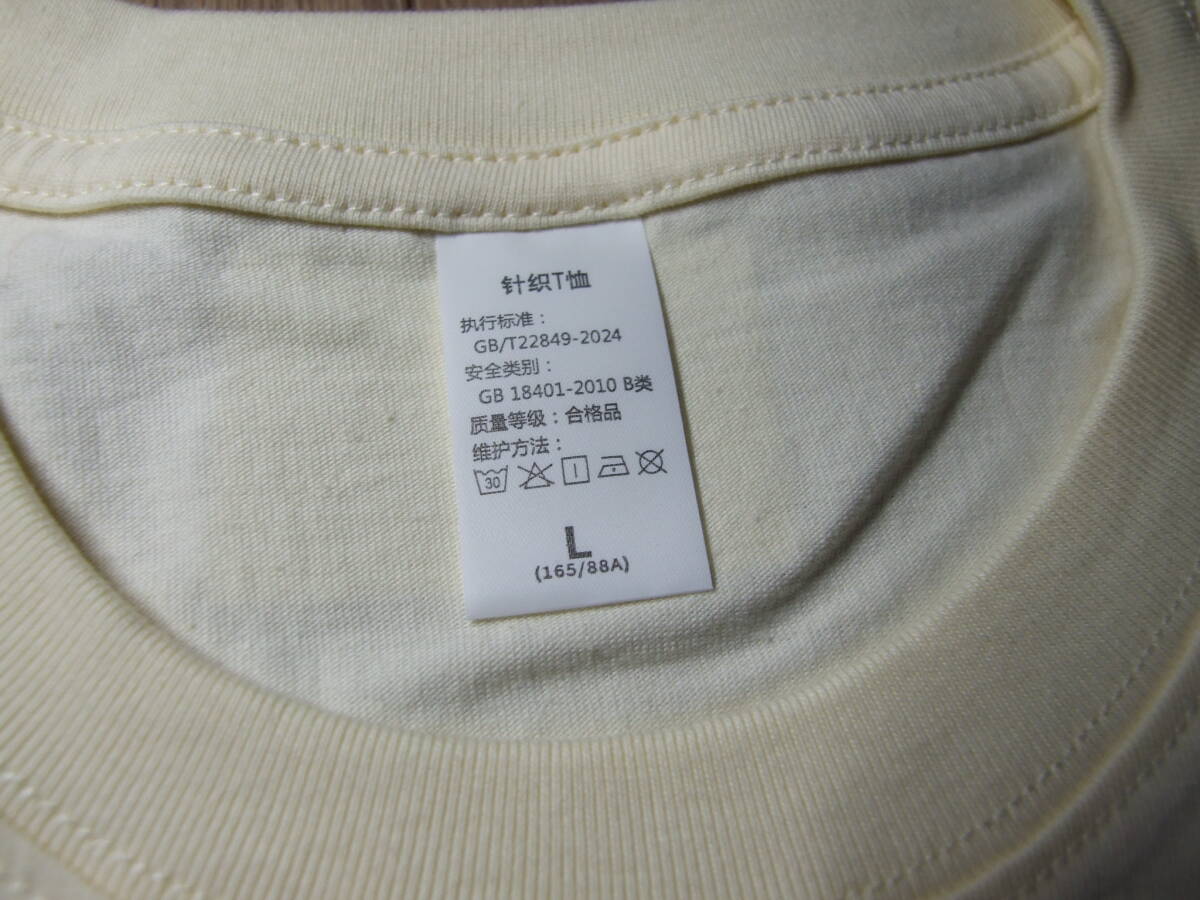 针织T恤
执行标准：
GB/T22849-2024
安全类别：
GB 18401-2010 B类
质量等级：合格品
维护方法：
30
L
(165/88A)